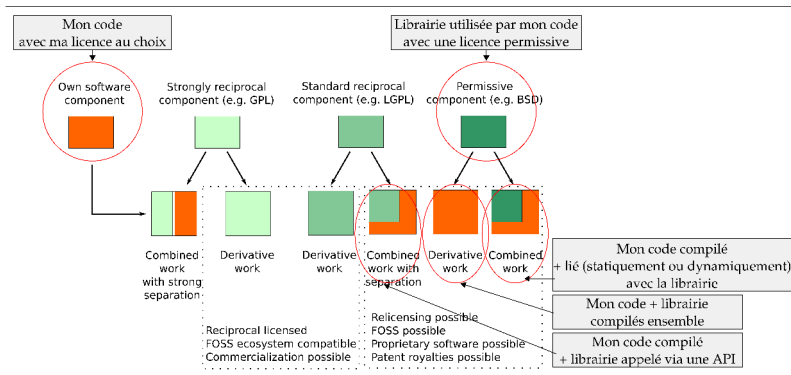 Mon code
avec ma licence au choix
Librairie utilisée par mon code
avec une licence permissive
Own software
component
Strongly reciprocal
component (e.g. GPL)
Standard reciprocal
component (e.g. LGPL)
Permissive
component (e.g. BSD)
Combined
work
with strong
separation
Derivative
work
Derivative
work
Combined
work with
separation
Derivative
work
Combined
work
Mon code compilé
+ lié (statiquement ou dynamiquement)
avec la librairie
Mon code + librairie
compilés ensemble
Mon code compilé
+ librairie appelé via une API
Reciprocal licensed
FOSS ecosystem compatible
Commercialization possible
Relicensing possible
FOSS possible
Proprietary software possible
Patent royalties possible